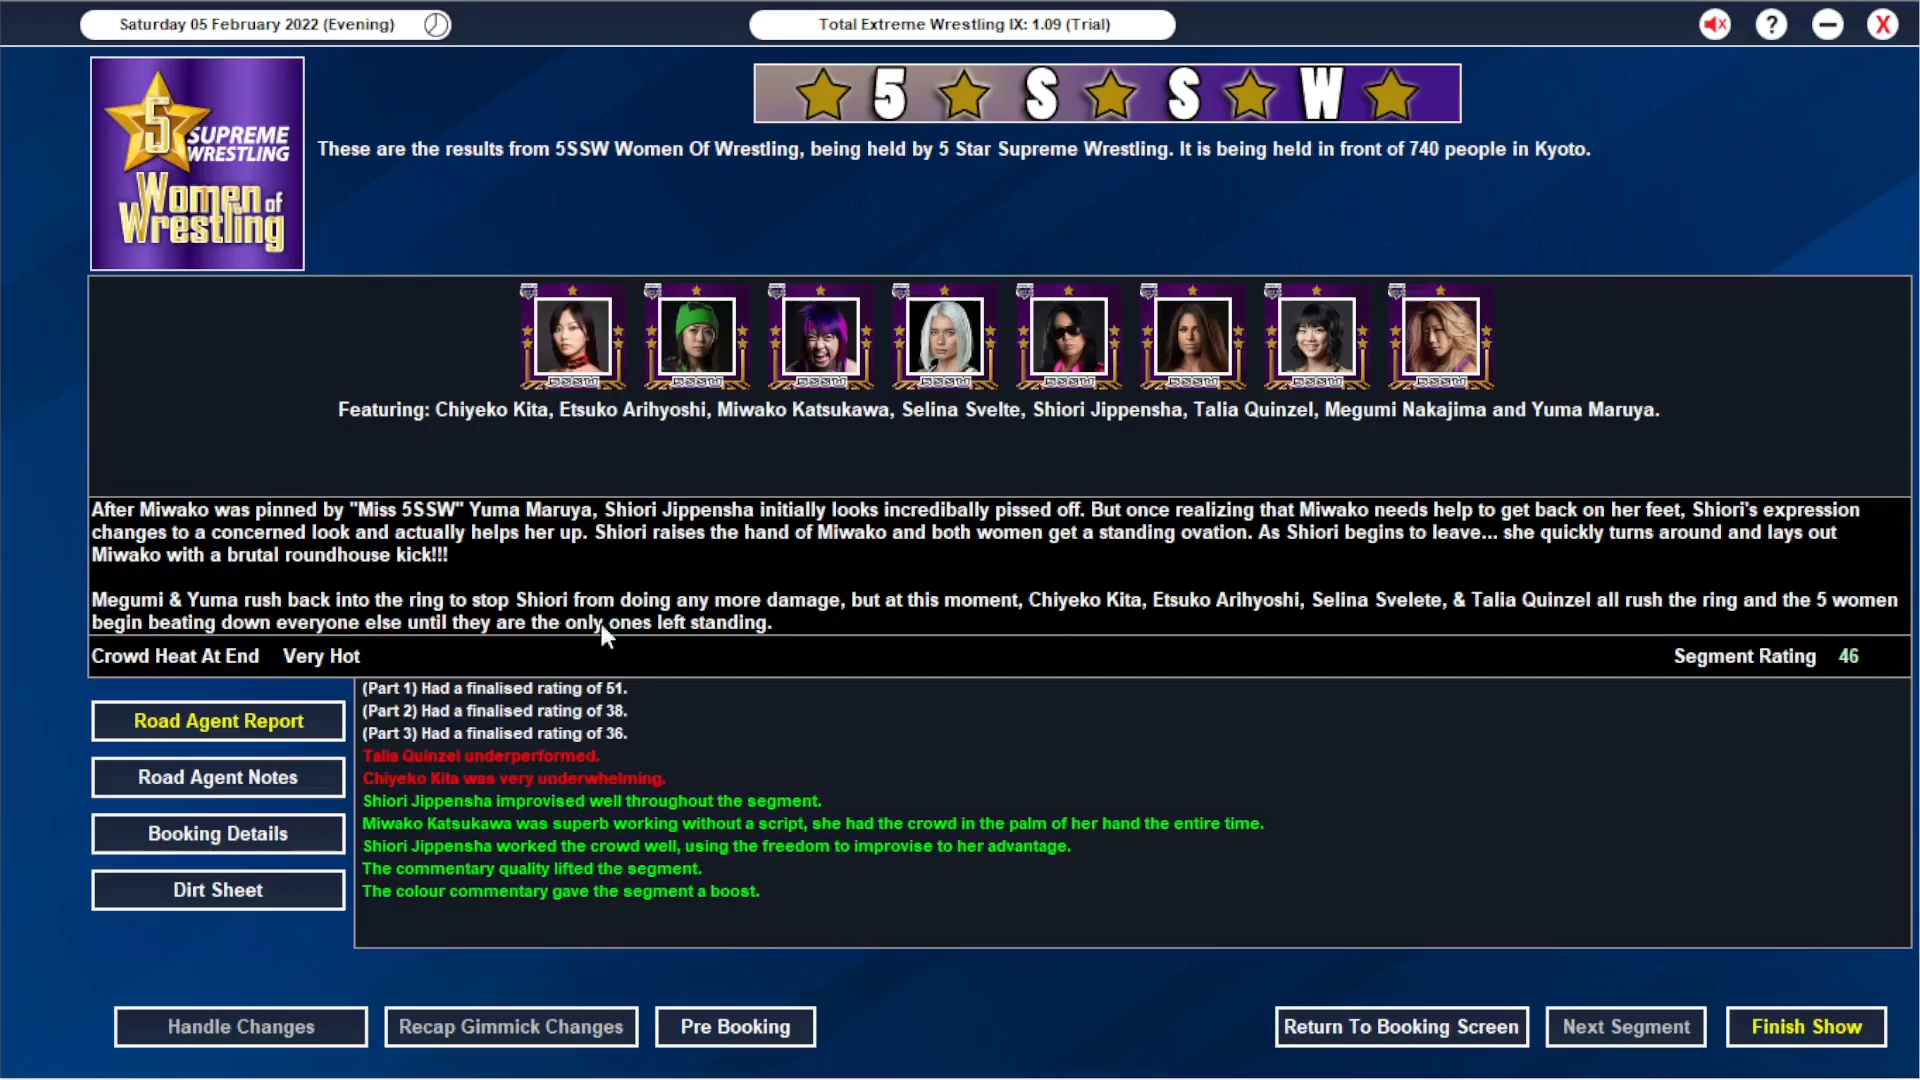 Saturday 05 February 2022 (Evening)
Total Extreme Wrestling IX: 1.09 (Trial)
X
?
X
5 S S W
5
SUPREME
WRESTLING
Women of
Wrestling
These are the results from 5SSW Women Of Wrestling, being held by 5 Star Supreme Wrestling. It is being held in front of 740 people in Kyoto.
5SSW 5SSW 5SSW 5SSW 5SSW 5SSW 5SSW 5SSW
Featuring: Chiyeko Kita, Etsuko Arihyoshi, Miwako Katsukawa, Selina Svelte, Shiori Jippensha, Talia Quinzel, Megumi Nakajima and Yuma Maruya.
After Miwako was pinned by "Miss 5SSW" Yuma Maruya, Shiori Jippensha initially looks incredibally pissed off. But once realizing that Miwako needs help to get back on her feet, Shiori's expression
changes to a concerned look and actually helps her up. Shiori raises the hand of Miwako and both women get a standing ovation. As Shiori begins to leave... she quickly turns around and lays out
Miwako with a brutal roundhouse kick!!!
Megumi & Yuma rush back into the ring to stop Shiori from doing any more damage, but at this moment, Chiyeko Kita, Etsuko Arihyoshi, Selina Svelete, & Talia Quinzel all rush the ring and the 5 women
begin beating down everyone else until they are the only ones left standing.
Crowd Heat At End Very Hot
Segment Rating 46
Road Agent Report
Road Agent Notes
Booking Details
Dirt Sheet
(Part 1) Had a finalised rating of 51.
(Part 2) Had a finalised rating of 38.
(Part 3) Had a finalised rating of 36.
Talia Quinzel underperformed.
Chiyeko Kita was very underwhelming.
Shiori Jippensha improvised well throughout the segment.
Miwako Katsukawa was superb working without a script, she had the crowd in the palm of her hand the entire time.
Shiori Jippensha worked the crowd well, using the freedom to improvise to her advantage.
The commentary quality lifted the segment.
The colour commentary gave the segment a boost.
Handle Changes
Recap Gimmick Changes
Pre Booking
Return To Booking Screen
Next Segment
Finish Show